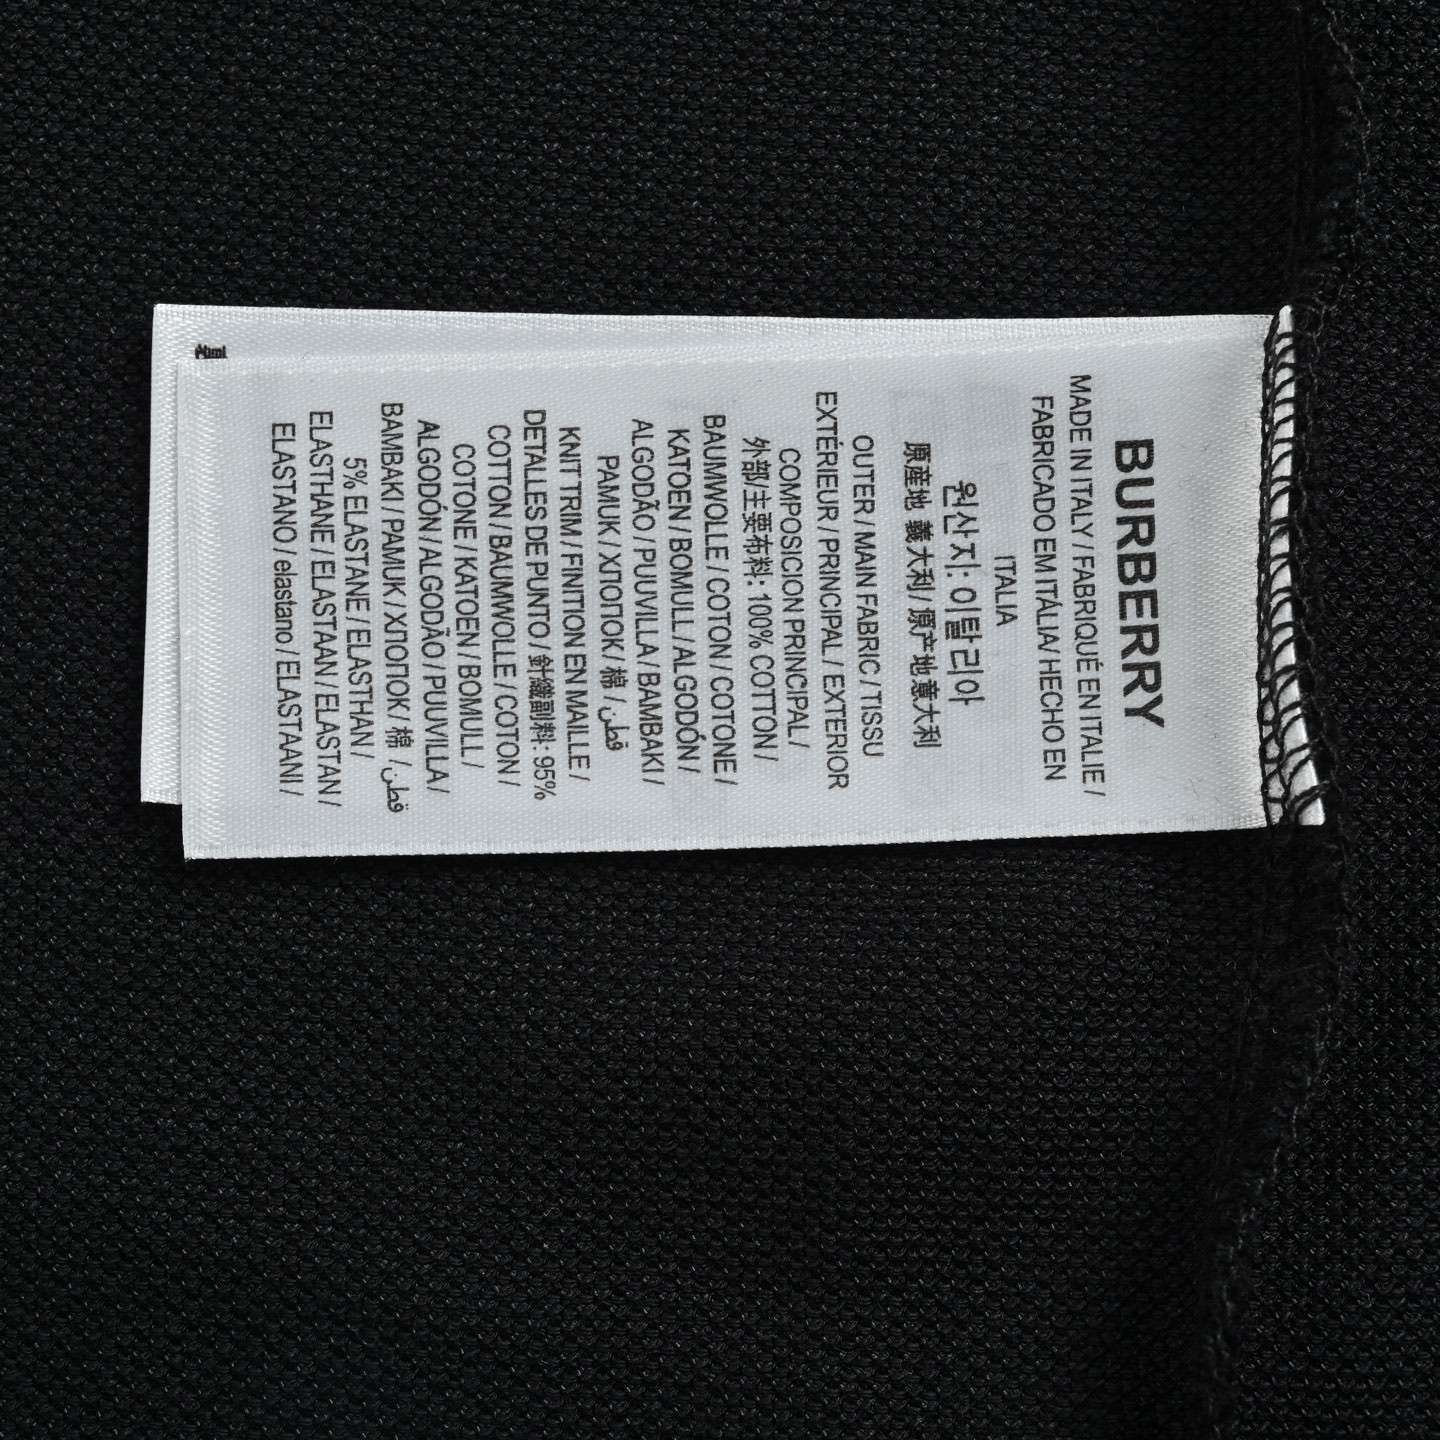 BURBERRY
MADE IN ITALY / FABRIQUÉ EN ITALIE /
FABRICADO EM ITÁLIA / HECHO EN
ITALIA
원산지: 이탈리아
原産地 義大利 / 原产地 意大利
OUTER / MAIN FABRIC / TISSU
EXTÉRIEUR / PRINCIPAL / EXTERIOR
COMPOSICION PRINCIPAL /
外部/主要布料: 100% COTTON /
BAUMWOLLE / COTON / COTONE /
KATOEN / BOMULL / ALGODÓN /
ALGODÃO / PUUVILLA / BAMBAKI /
PAMUK / ΧΠΟΠΟΚ / 棉 / قطن
KNIT TRIM / FINITION EN MAILLE /
DETALLES DE PUNTO / 針織副料: 95%
COTTON / BAUMWOLLE / COTON /
COTONE / KATOEN / BOMULL /
ALGODÓN / ALGODÃO / PUUVILLA /
BAMBAKI / PAMUK / ΧΠΟΠΟΚ / 棉 / قطن
5% ELASTANE / ELASTHAN /
ELASTHANE / ELASTAAN / ELASTAN /
ELASTANO / elastano / ELASTAANI /